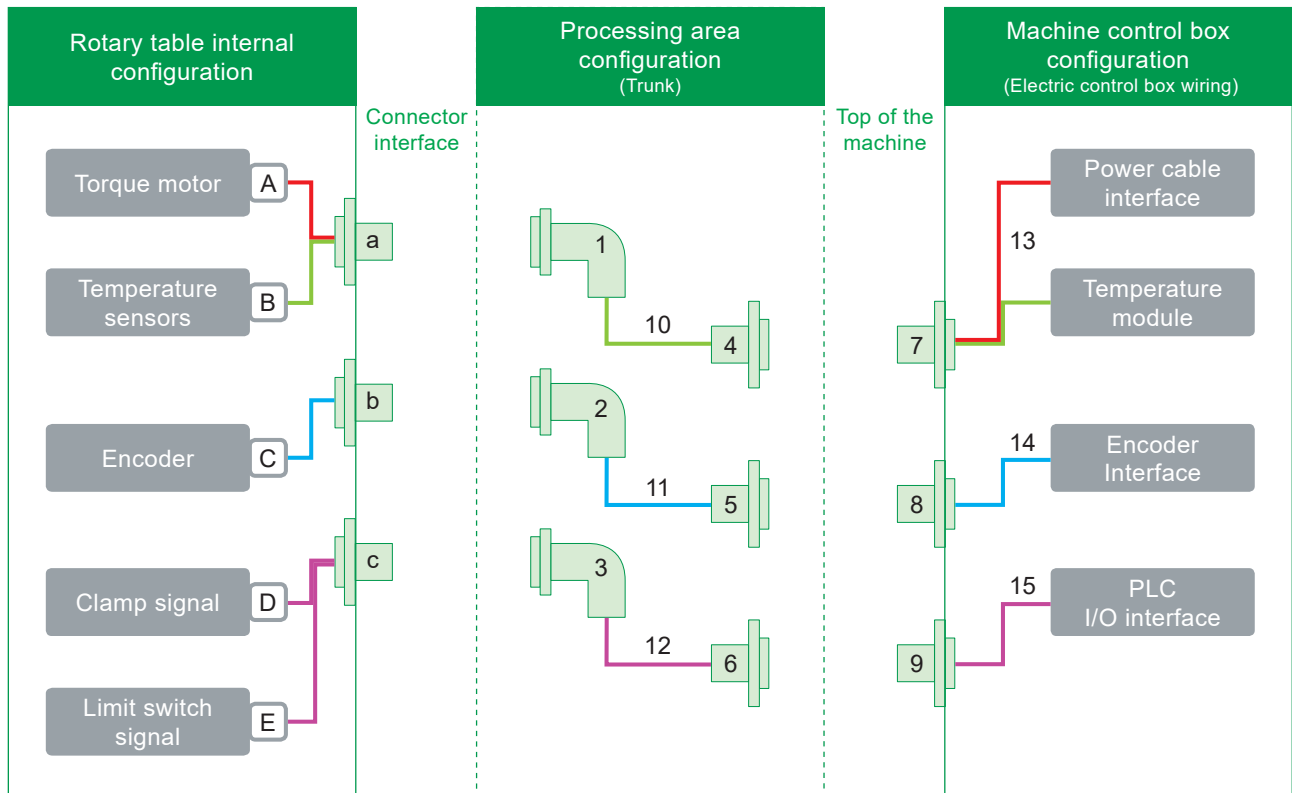 Rotary table internal
configuration
Processing area
configuration
(Trunk)
Machine control box
configuration
(Electric control box wiring)
Connector
interface
Top of the
machine
Torque motor
A
Temperature
sensors
B
Encoder
C
Clamp signal
D
Limit switch
signal
E
a
b
c
1
10
4
2
11
5
3
12
6
7
8
9
Power cable
interface
13
Temperature
module
14
Encoder
Interface
15
PLC
I/O interface